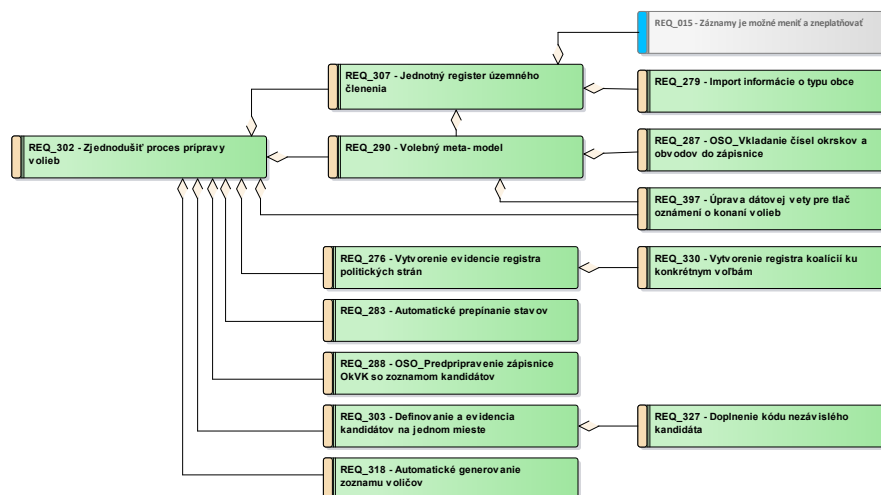 REQ_015 - Záznamy je možné meniť a zneplatňovať
REQ_307 - Jednotný register územného
členenia
REQ_279 - Import informácie o typu obce
REQ_302 - Zjednodušiť proces prípravy
volieb
REQ_290 - Volebný meta- model
REQ_287 - OSO_Vkladanie čísel okrskov a
obvodov do zápisnice
REQ_397 - Úprava dátovej vety pre tlač
oznámení o konaní volieb
REQ_276 - Vytvorenie evidencie registra
politických strán
REQ_330 - Vytvorenie registra koalícií ku
konkrétnym voľbám
REQ_283 - Automatické prepínanie stavov
REQ_288 - OSO_Predpripravenie zápisnice
OkVK so zoznamom kandidátov
REQ_303 - Definovanie a evidencia
kandidátov na jednom mieste
REQ_327 - Doplnenie kódu nezávislého
kandidáta
REQ_318 - Automatické generovanie
zoznamu voličov